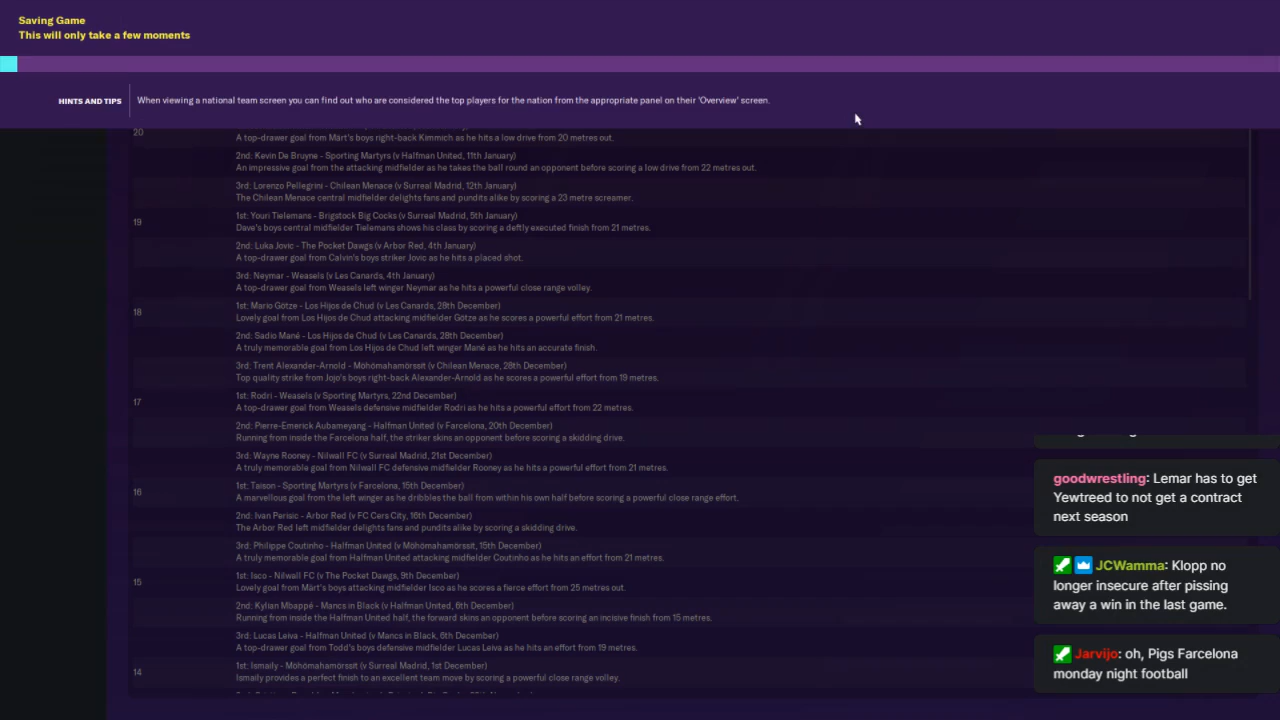 Saving Game
This will only take a few moments
HINTS AND TIPS
When viewing a national team screen you can find out who are considered the top players for the nation from the appropriate panel on their 'Overview' screen.
20
A top-drawer goal from Märt's boys right-back Kimmich as he hits a low drive from 20 metres out.
2nd: Kevin De Bruyne - Sporting Martyrs (v Halfman United, 11th January)
An impressive goal from the attacking midfielder as he takes the ball round an opponent before scoring a low drive from 22 metres out.
3rd: Lorenzo Pellegrini - Chilean Menace (v Surreal Madrid, 12th January)
The Chilean Menace central midfielder delights fans and pundits alike by scoring a 23 metre screamer.
19
1st: Youri Tielemans - Brigstock Big Cocks (v Surreal Madrid, 5th January)
Dave's boys central midfielder Tielemans shows his class by scoring a deftly executed finish from 21 metres.
2nd: Luka Jovic - The Pocket Dawgs (v Arbor Red, 4th January)
A top-drawer goal from Calvin's boys striker Jovic as he hits a placed shot.
3rd: Neymar - Weasels (v Les Canards, 4th January)
A top-drawer goal from Weasels left winger Neymar as he hits a powerful close range volley.
18
1st: Mario Götze - Los Hijos de Chud (v Les Canards, 28th December)
Lovely goal from Los Hijos de Chud attacking midfielder Götze as he scores a powerful effort from 21 metres.
2nd: Sadio Mané - Los Hijos de Chud (v Les Canards, 28th December)
A truly memorable goal from Los Hijos de Chud left winger Mané as he hits an accurate finish.
3rd: Trent Alexander-Arnold - Möhömahamörssit (v Chilean Menace, 28th December)
Top quality strike from Jojo's boys right-back Alexander-Arnold as he scores a powerful effort from 19 metres.
17
1st: Rodri - Weasels (v Sporting Martyrs, 22nd December)
A top-drawer goal from Weasels defensive midfielder Rodri as he hits a powerful effort from 22 metres.
2nd: Pierre-Emerick Aubameyang - Halfman United (v Farcelona, 20th December)
Running from inside the Farcelona half, the striker skins an opponent before scoring a skidding drive.
3rd: Wayne Rooney - Nilwall FC (v Surreal Madrid, 21st December)
A truly memorable goal from Nilwall FC defensive midfielder Rooney as he hits a powerful effort from 21 metres.
16
1st: Taison - Sporting Martyrs (v Farcelona, 15th December)
A marvellous goal from the left winger as he dribbles the ball from within his own half before scoring a powerful close range effort.
2nd: Ivan Perisic - Arbor Red (v FC Cers City, 16th December)
The Arbor Red left midfielder delights fans and pundits alike by scoring a skidding drive.
3rd: Philippe Coutinho - Halfman United (v Möhömahamörssit, 15th December)
A truly memorable goal from Halfman United attacking midfielder Coutinho as he hits an effort from 21 metres.
15
1st: Isco - Nilwall FC (v The Pocket Dawgs, 9th December)
Lovely goal from Märt's boys attacking midfielder Isco as he scores a fierce effort from 25 metres out.
2nd: Kylian Mbappé - Mancs in Black (v Halfman United, 6th December)
Running from inside the Halfman United half, the forward skins an opponent before scoring an incisive finish from 15 metres.
3rd: Lucas Leiva - Halfman United (v Mancs in Black, 6th December)
A top-drawer goal from Todd's boys defensive midfielder Lucas Leiva as he hits an effort from 19 metres.
14
1st: Ismaily - Möhömahamörssit (v Surreal Madrid, 1st December)
Ismaily provides a perfect finish to an excellent team move by scoring a powerful close range volley.
goodwrestling: Lemar has to get
Yewtreed to not get a contract
next season
JCWamma: Klopp no
longer insecure after pissing
away a win in the last game.
Jarvijo: oh, Pigs Farcelona
monday night football